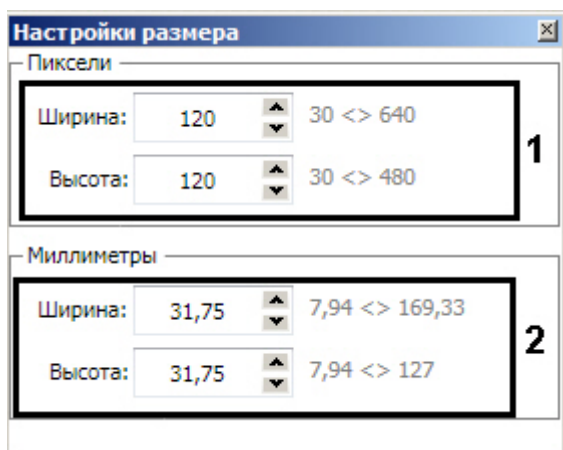 Настройки размера
Пиксели
Ширина: 120 30 <> 640
1
Высота: 120 30 <> 480
Миллиметры
Ширина: 31,75 7,94 <> 169,33
2
Высота: 31,75 7,94 <> 127